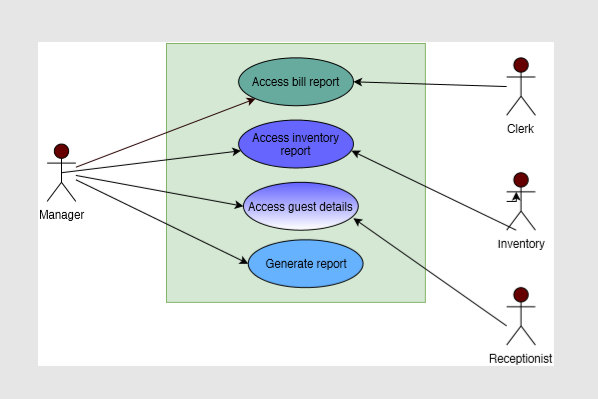 Access bill report
Clerk
Access inventory
report
Manager
Access guest details
Inventory
Generate report
Receptionist